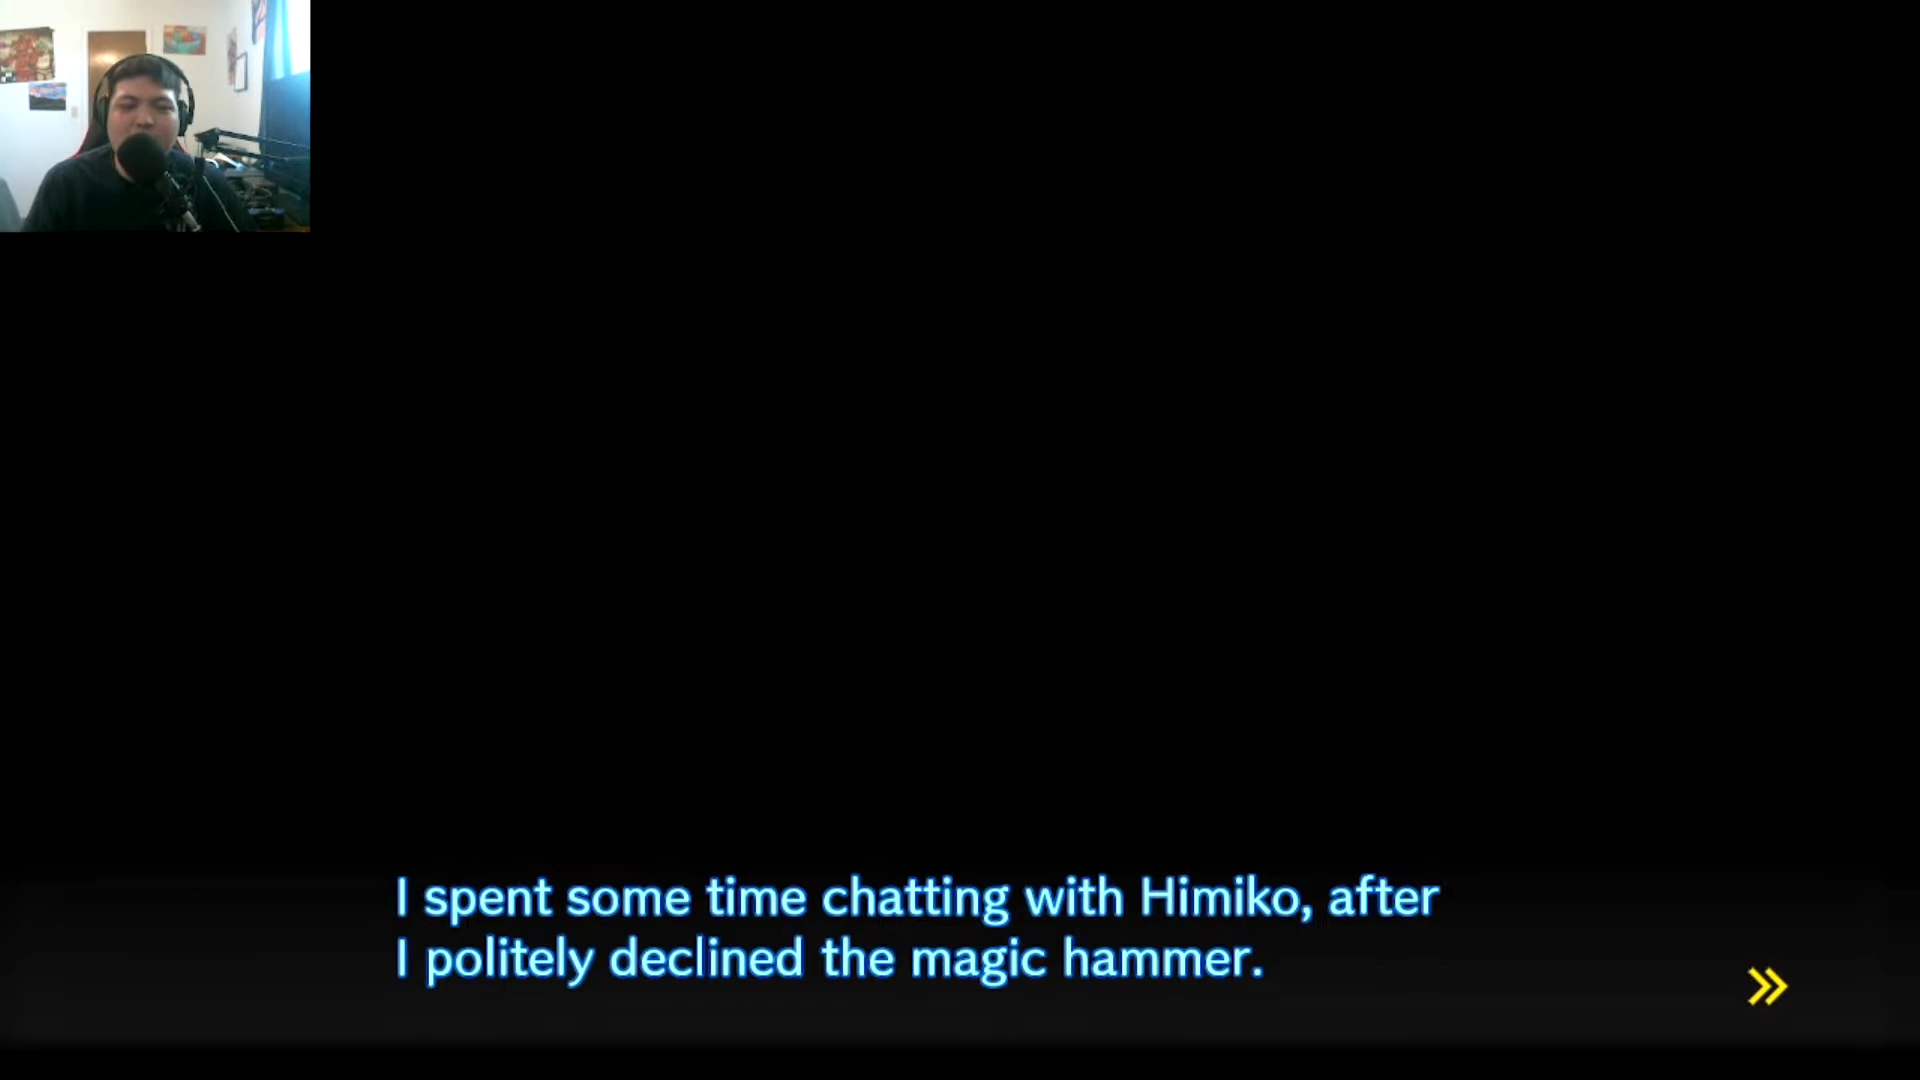 I spent some time chatting with Himiko, after
I politely declined the magic hammer.